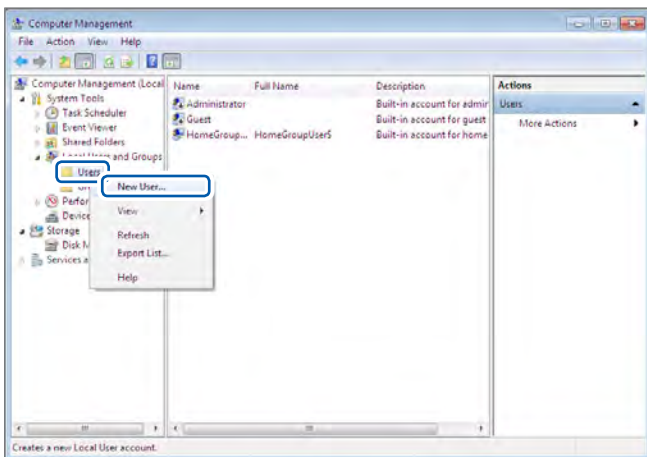 Computer Management
File Action View Help
Computer Management (Local
System Tools
Task Scheduler
Event Viewer
Shared Folders
Local Users and Groups
Users
Perfor
Device
Storage
Disk M
Services a
New User...
View
Refresh
Export List...
Help
Name Full Name Description
Administrator Built-in account for admir
Guest Built-in account for guest
HomeGroup... HomeGroupUser$ Built-in account for home
Actions
Users
More Actions
Creates a new Local User account.